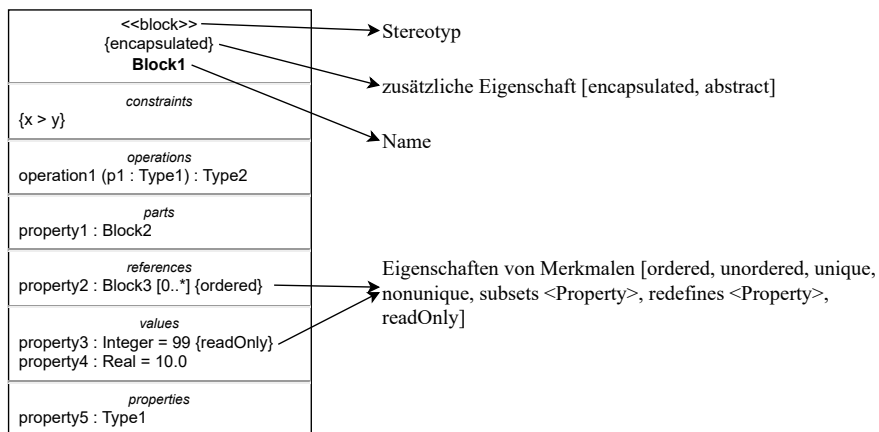 <<block>>
{encapsulated}
Block1
constraints
{x > y}
operations
operation1 (p1 : Type1) : Type2
parts
property1 : Block2
references
property2 : Block3 [0..*] {ordered}
values
property3 : Integer = 99 {readOnly}
property4 : Real = 10.0
properties
property5 : Type1
Stereotyp
zusätzliche Eigenschaft [encapsulated, abstract]
Name
Eigenschaften von Merkmalen [ordered, unordered, unique,
nonunique, subsets <Property>, redefines <Property>,
readOnly]